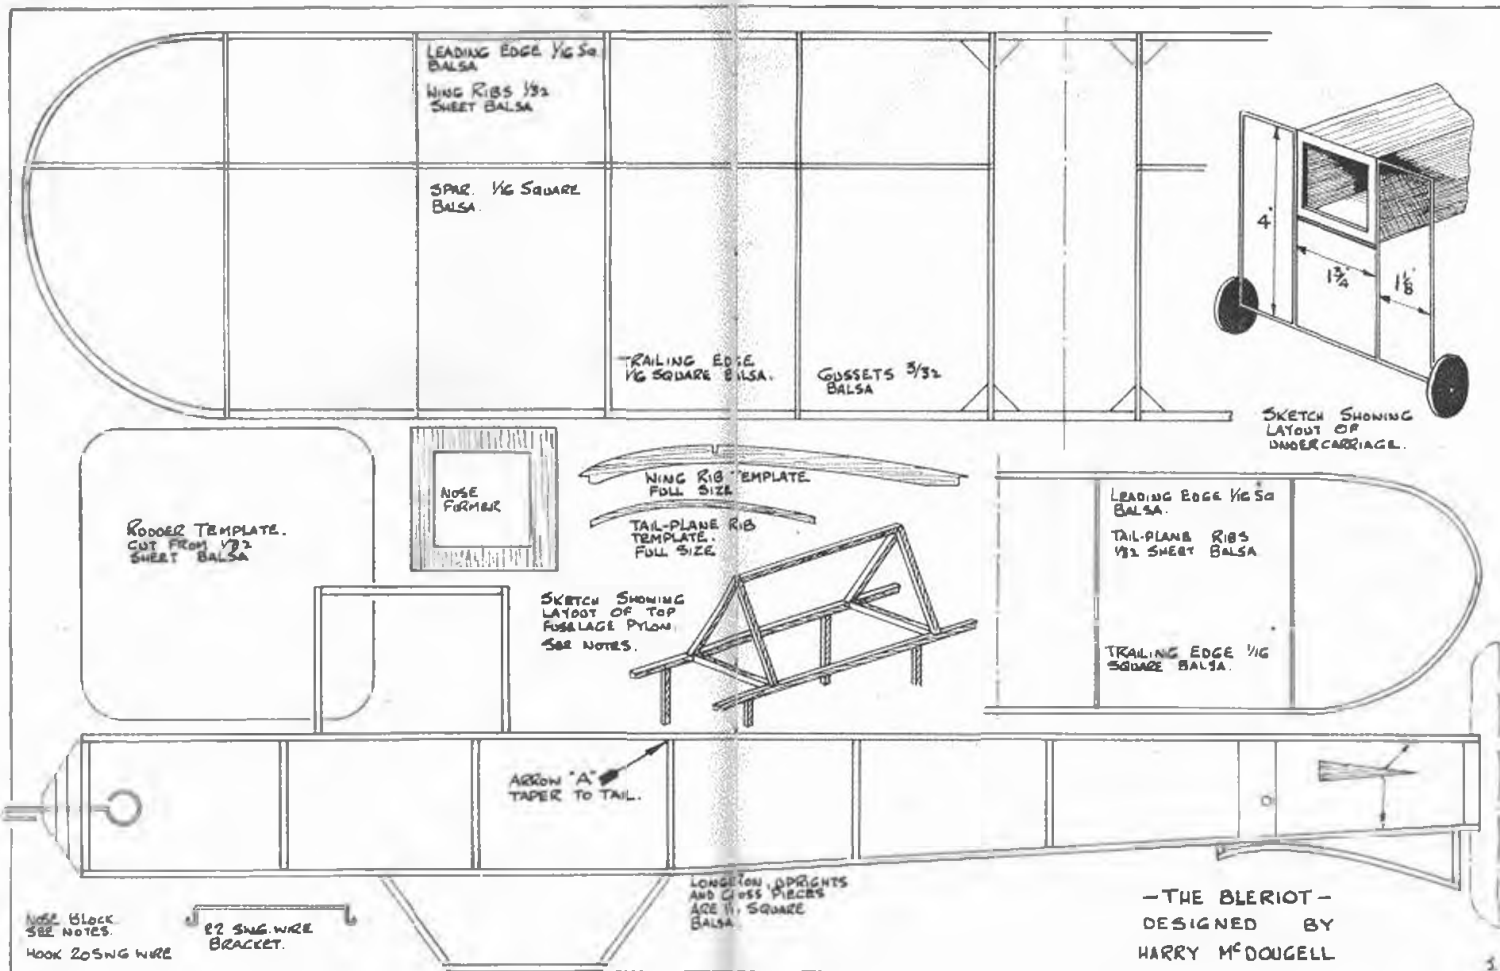 LEADING EDGE 1/16 SQ
BALSA
WING RIBS 1/32
SHEET BALSA
SPAR. 1/16 SQUARE
BALSA.
TRAILING EDGE
1/16 SQUARE BALSA.
GUSSETS 3/32
BALSA
4"
1 3/4"
1 1/8"
SKETCH SHOWING
LAYOUT OF
UNDERCARRIAGE.
RUDDER TEMPLATE.
CUT FROM 1/32
SHEET BALSA
NOSE
FORMER
WING RIB TEMPLATE
FULL SIZE
TAIL-PLANE RIB
TEMPLATE.
FULL SIZE
SKETCH SHOWING
LAYOUT OF TOP
FUSELAGE PYLON.
SEE NOTES.
LEADING EDGE 1/16 SQ
BALSA.
TAIL-PLANE RIBS
1/32 SHEET BALSA
TRAILING EDGE 1/16
SQUARE BALSA.
ARROW "A"
TAPER TO TAIL.
LONGERON, UPRIGHTS
AND CROSS PIECES
ARE SQUARE
BALSA
NOSE BLOCK
SEE NOTES.
HOOK 20 SWG WIRE
22 SWG. WIRE
BRACKET.
- THE BLERIOT -
DESIGNED BY
HARRY McDOUGELL